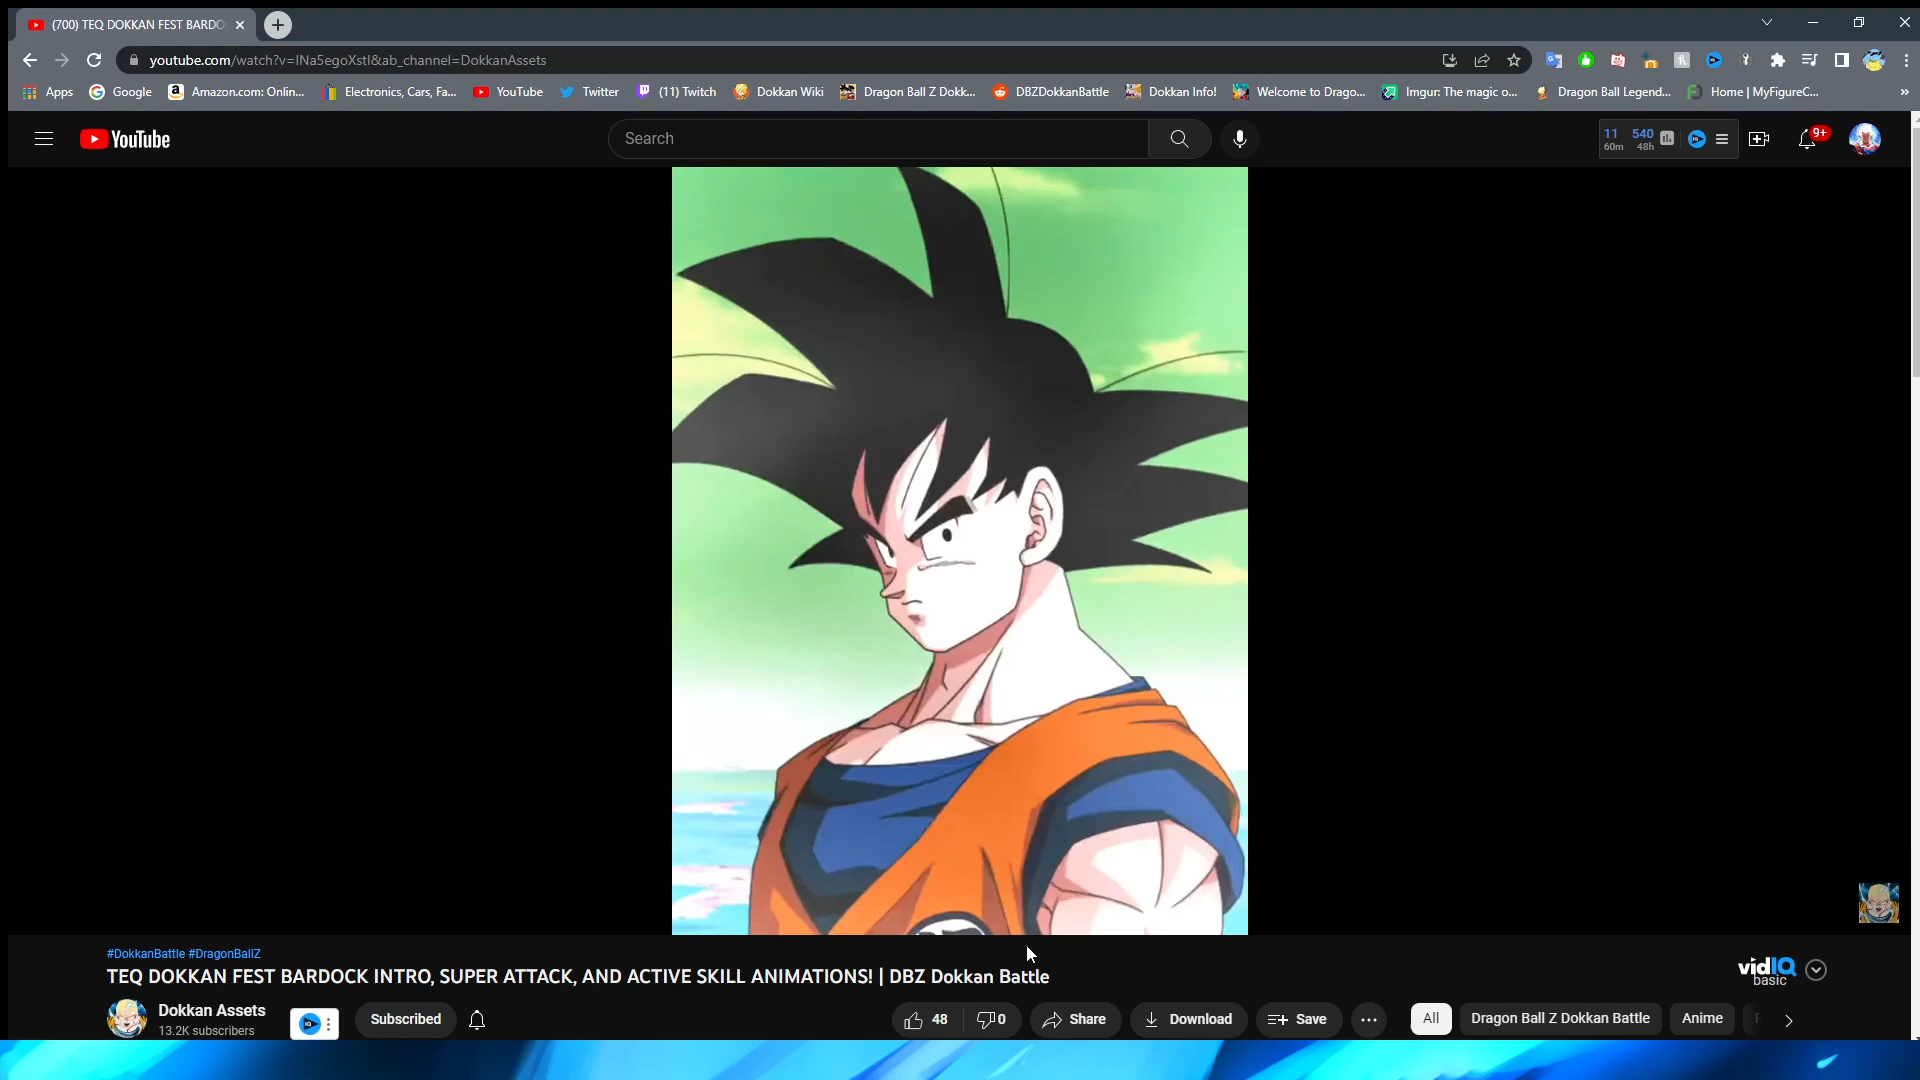 (700) TEQ DOKKAN FEST BARDO
youtube.com/watch?v=INa5egoXstI&ab_channel=DokkanAssets
Apps
Google
Amazon.com: Onlin...
Electronics, Cars, Fa...
YouTube
Twitter
(11) Twitch
Dokkan Wiki
Dragon Ball Z Dokk...
DBZDokkanBattle
Dokkan Info!
Welcome to Drago...
Imgur: The magic o...
Dragon Ball Legend...
Home | MyFigureC...
YouTube
Search
11 540
60m 48h
9+
#DokkanBattle #DragonBallZ
TEQ DOKKAN FEST BARDOCK INTRO, SUPER ATTACK, AND ACTIVE SKILL ANIMATIONS! | DBZ Dokkan Battle
vidIQ
basic
Dokkan Assets
13.2K subscribers
Subscribed
48
0
Share
Download
Save
All
Dragon Ball Z Dokkan Battle
Anime